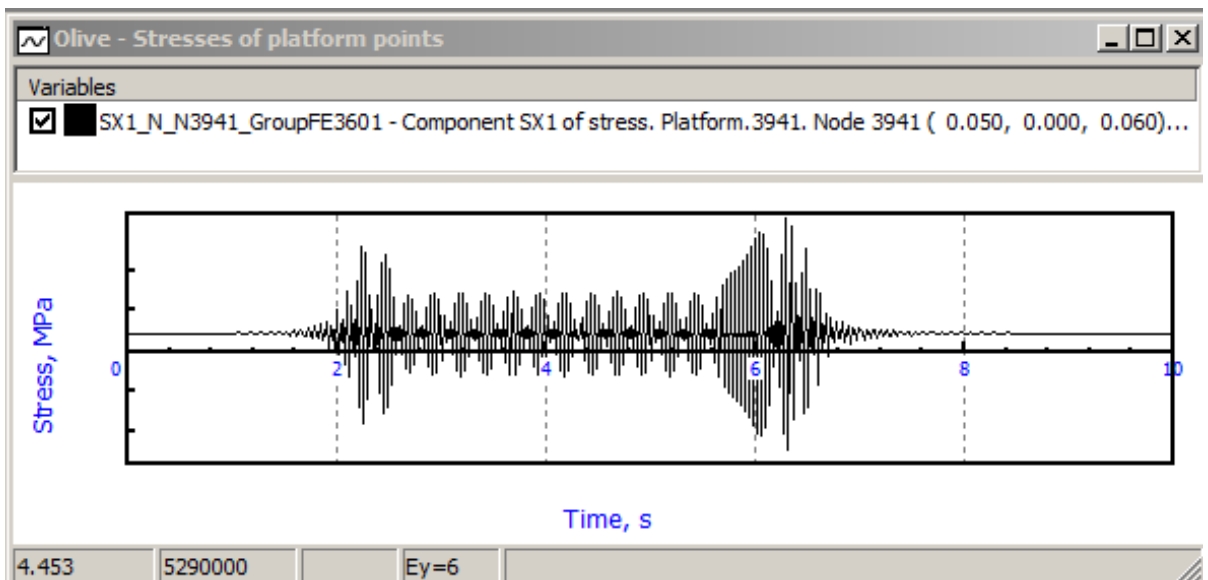 Olive - Stresses of platform points
Variables
SX1_N_N3941_GroupFE3601 - Component SX1 of stress. Platform.3941. Node 3941 ( 0.050, 0.000, 0.060)...
Stress, MPa
0 2 4 6 8 10
Time, s
4.453 5290000 Ey=6